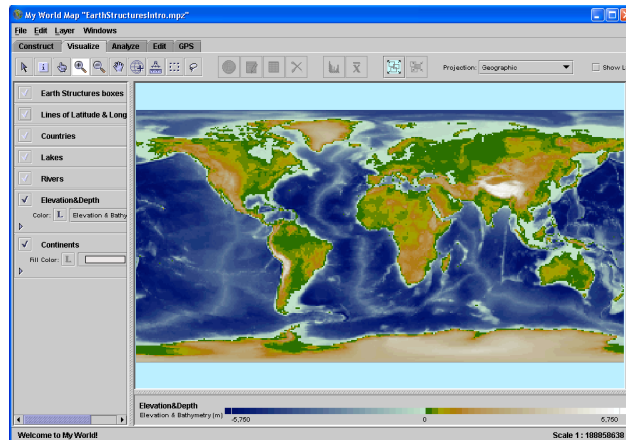 My World Map "EarthStructuresIntro.mpz"
File Edit Layer Windows
Construct Visualize Analyze Edit GPS
Projection: Geographic Show L
Earth Structures boxes
Lines of Latitude & Long
Countries
Lakes
Rivers
Elevation&Depth
Color: L Elevation & Bathy
Continents
Fill Color: L
Elevation&Depth
Elevation & Bathymetry (m)
-5,750 0 5,750
Welcome to My World!
Scale 1 : 188858638